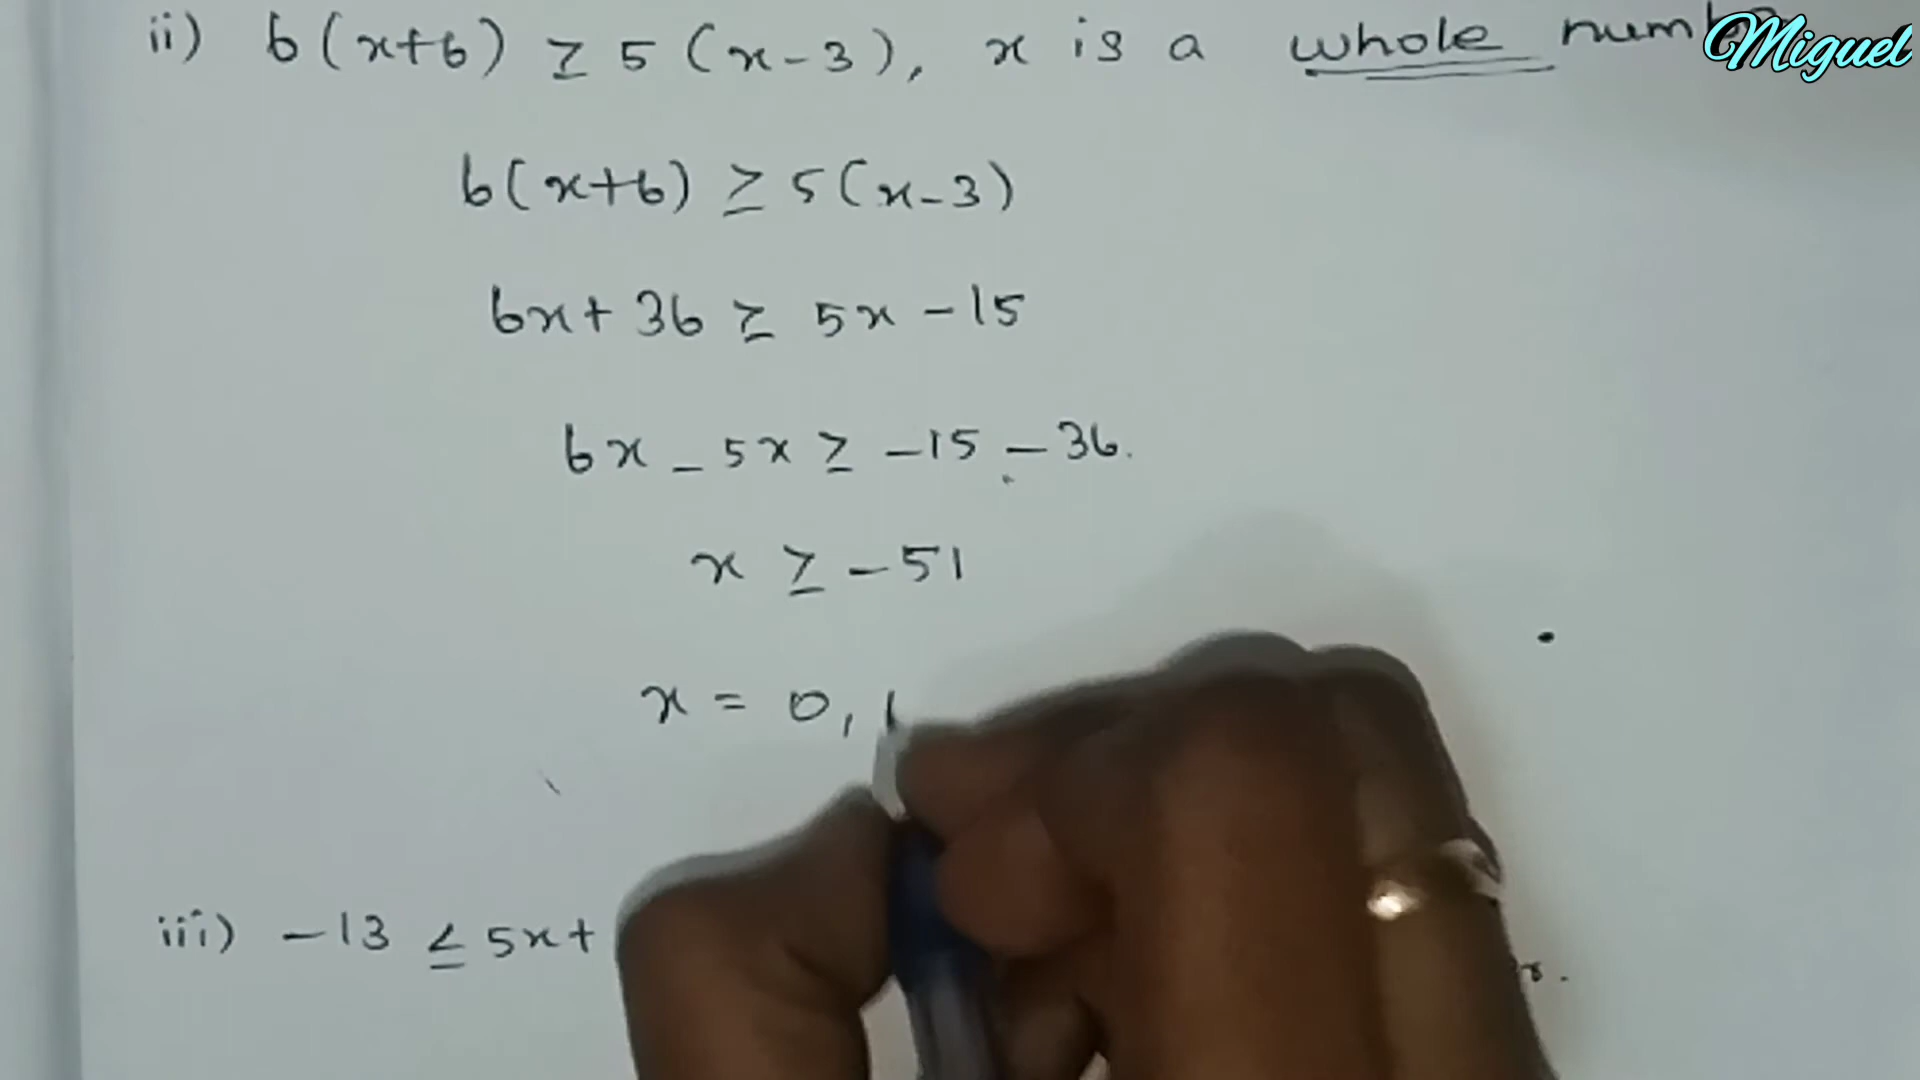 ii) 6(x+6) ≥ 5(x-3), x is a whole
Miguel
6(x+6) ≥ 5(x-3)
6x+36 ≥ 5x-15
6x-5x ≥ -15-36.
x ≥ -51
x = 0, 1
iii) -13 ≤ 5x+